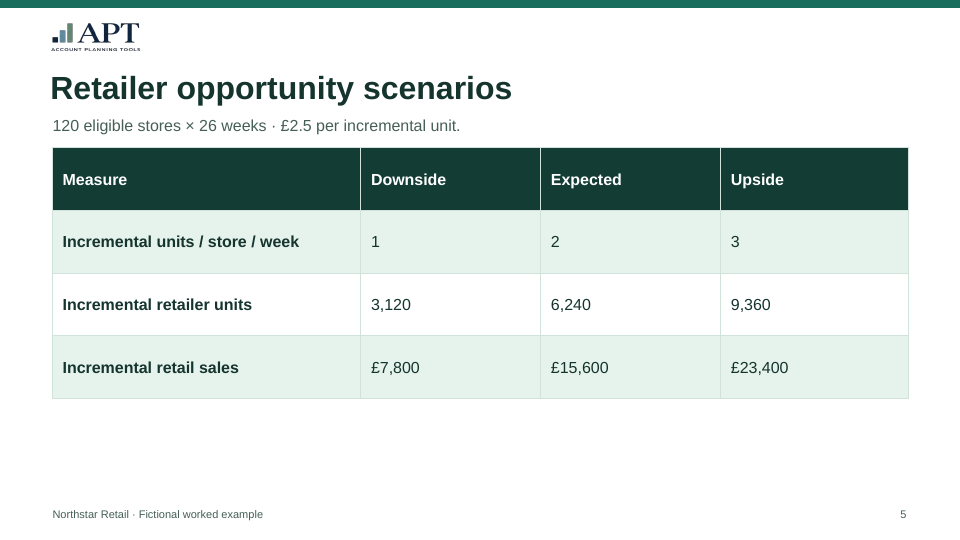 APT
ACCOUNT PLANNING TOOLS
Retailer opportunity scenarios
120 eligible stores × 26 weeks · £2.5 per incremental unit.
Measure Downside Expected Upside
Incremental units / store / week 1 2 3
Incremental retailer units 3,120 6,240 9,360
Incremental retail sales £7,800 £15,600 £23,400
Northstar Retail · Fictional worked example 5